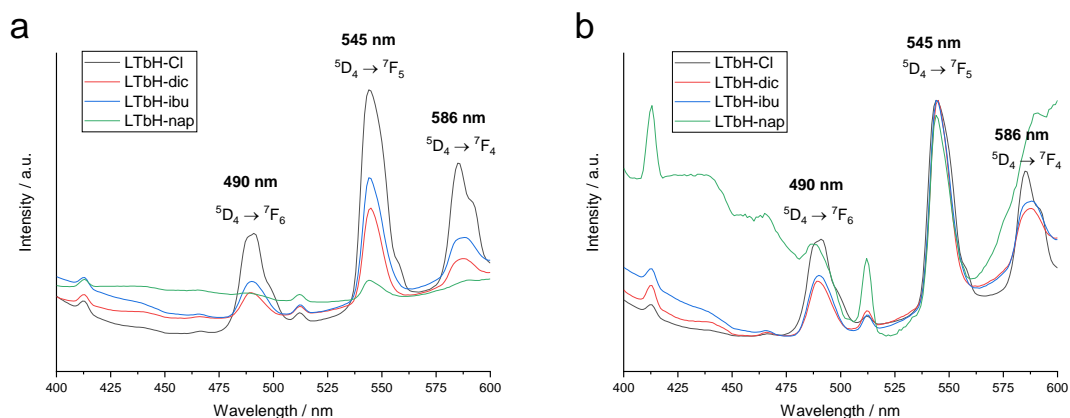 a
LTbH-Cl
LTbH-dic
LTbH-ibu
LTbH-nap
545 nm
⁵D₄ → ⁷F₅
586 nm
⁵D₄ → ⁷F₄
490 nm
⁵D₄ → ⁷F₆
Intensity / a.u.
400 425 450 475 500 525 550 575 600
Wavelength / nm
b
LTbH-Cl
LTbH-dic
LTbH-ibu
LTbH-nap
545 nm
⁵D₄ → ⁷F₅
586 nm
⁵D₄ → ⁷F₄
490 nm
⁵D₄ → ⁷F₆
Intensity / a.u.
400 425 450 475 500 525 550 575 600
Wavelength / nm